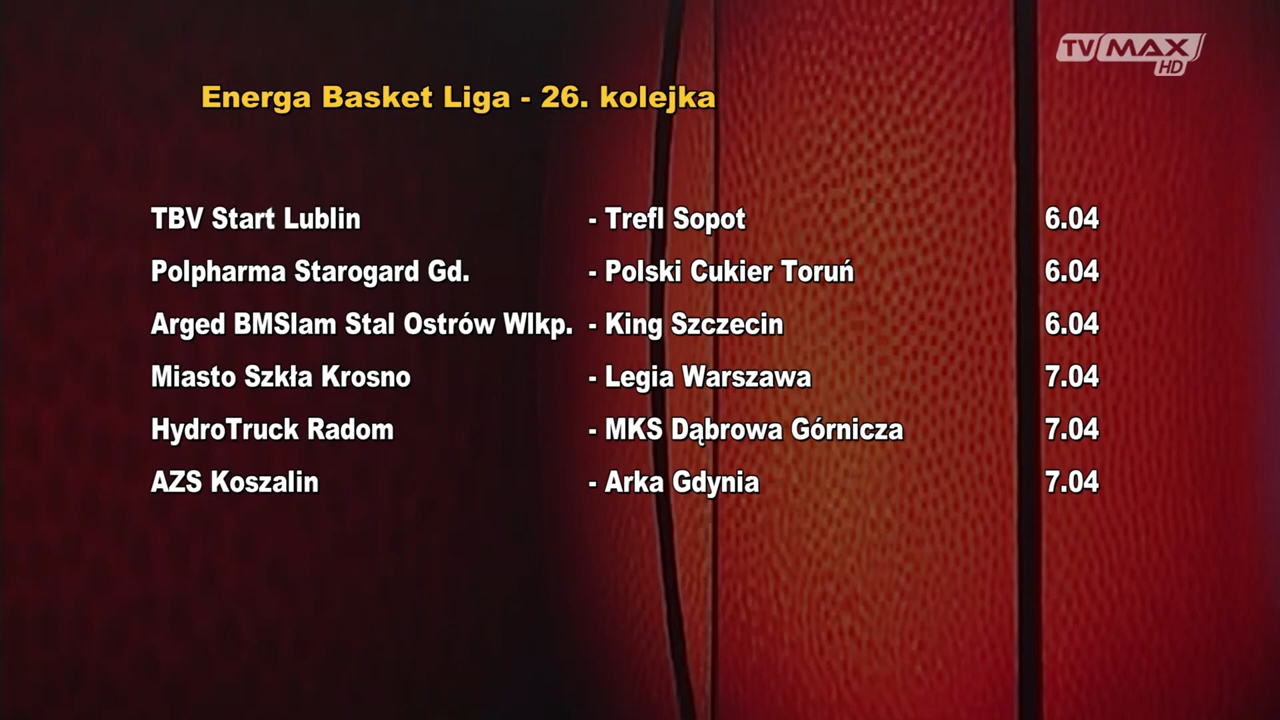 TV MAX HD
Energa Basket Liga - 26. kolejka
TBV Start Lublin - Trefl Sopot 6.04
Polpharma Starogard Gd. - Polski Cukier Toruń 6.04
Arged BMSlam Stal Ostrów Wlkp. - King Szczecin 6.04
Miasto Szkła Krosno - Legia Warszawa 7.04
HydroTruck Radom - MKS Dąbrowa Górnicza 7.04
AZS Koszalin - Arka Gdynia 7.04